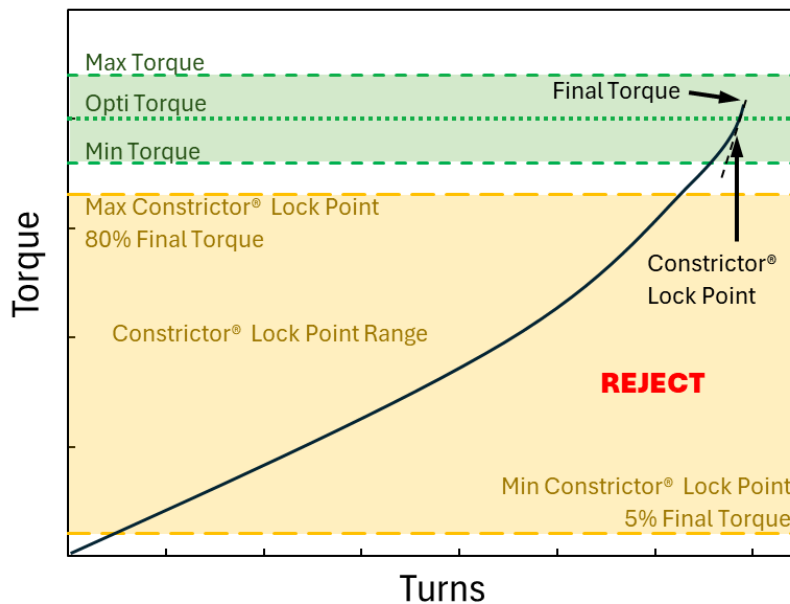 Max Torque
Final Torque
Opti Torque
Min Torque
Max Constrictor® Lock Point
80% Final Torque
Constrictor®
Lock Point
Constrictor® Lock Point Range
REJECT
Min Constrictor® Lock Point
5% Final Torque
Torque
Turns